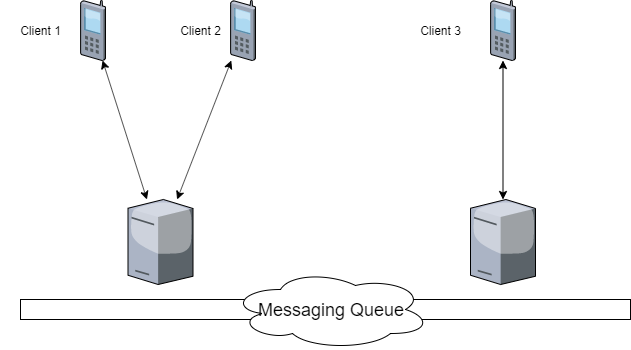 Client 1
Client 2
Client 3
Messaging Queue